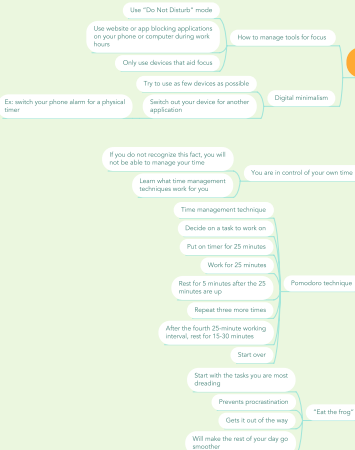 Use "Do Not Disturb" mode
Use website or app blocking applications
on your phone or computer during work
hours
Only use devices that aid focus
How to manage tools for focus
Try to use as few devices as possible
Ex: switch your phone alarm for a physical
timer
Switch out your device for another
application
Digital minimalism
If you do not recognize this fact, you will
not be able to manage your time
Learn what time management
techniques work for you
You are in control of your own time
Time management technique
Decide on a task to work on
Put on timer for 25 minutes
Work for 25 minutes
Rest for 5 minutes after the 25
minutes are up
Repeat three more times
After the fourth 25-minute working
interval, rest for 15-30 minutes
Start over
Pomodoro technique
Start with the tasks you are most
dreading
Prevents procrastination
Gets it out of the way
Will make the rest of your day go
smoother
"Eat the frog"